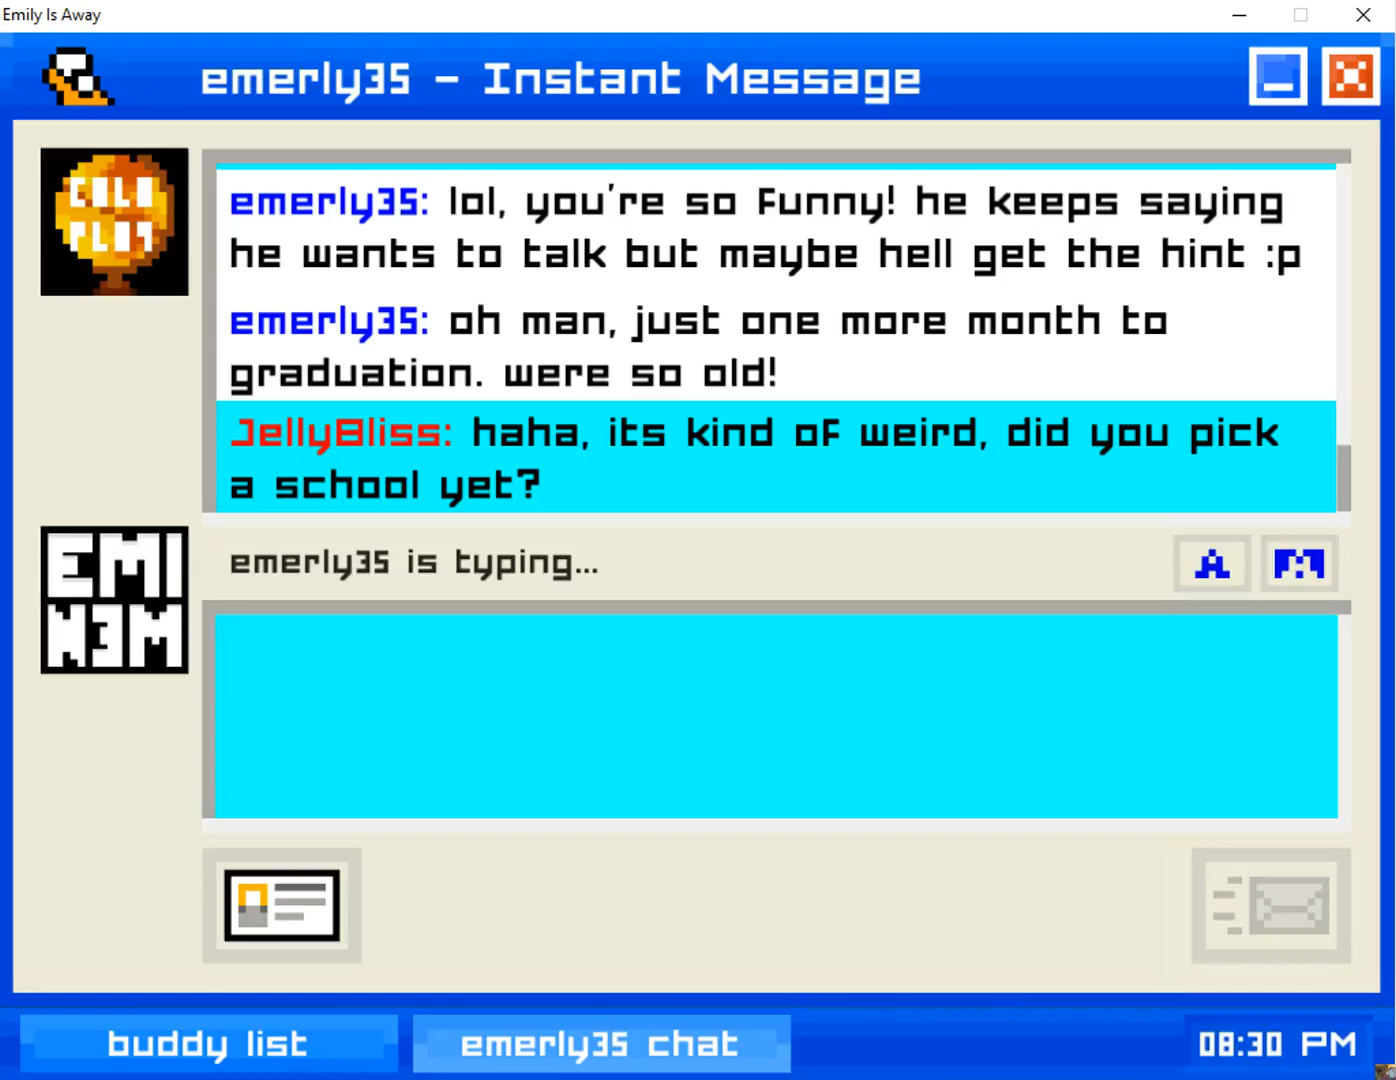 Emily Is Away
emerly35 - Instant Message
COLD
PLAY
emerly35: lol, you're so funny! he keeps saying
he wants to talk but maybe hell get the hint :p
emerly35: oh man, just one more month to
graduation. were so old!
JellyBliss: haha, its kind of weird, did you pick
a school yet?
EMI
NEM
emerly35 is typing...
A
buddy list
emerly35 chat
08:30 PM